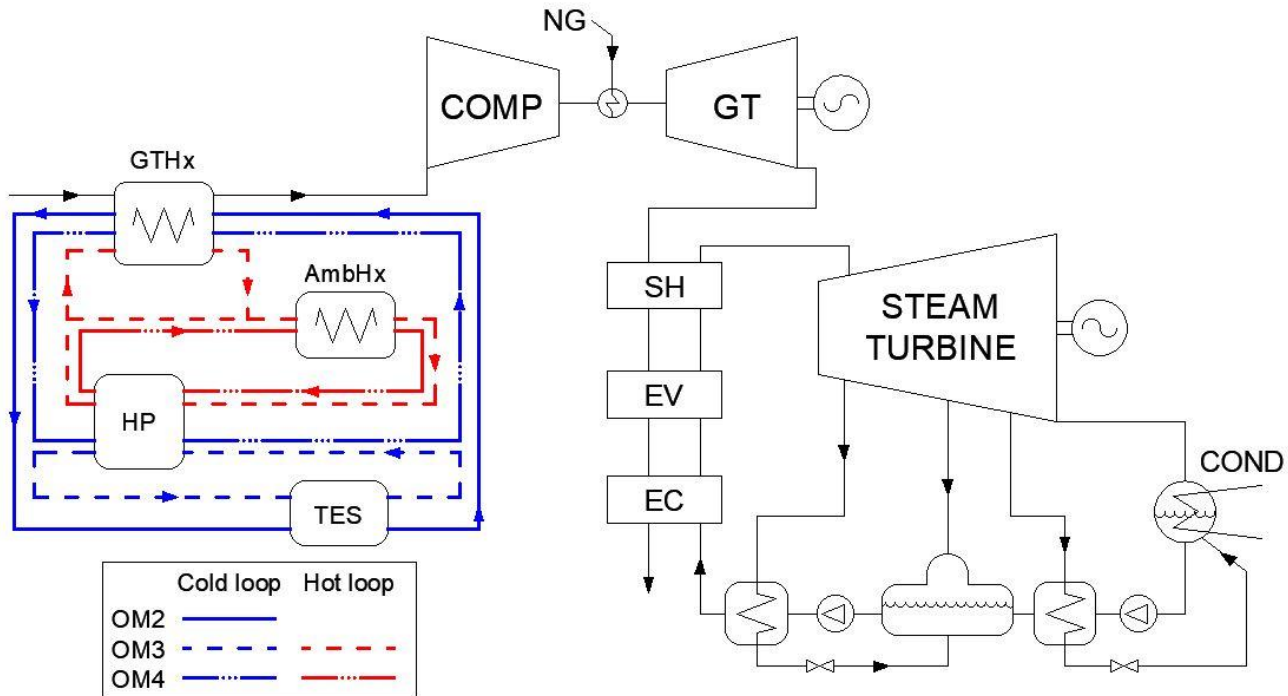 NG
COMP
GT
GTHx
AmbHx
SH
STEAM
TURBINE
HP
EV
COND
TES
EC
Cold loop Hot loop
OM2
OM3
OM4